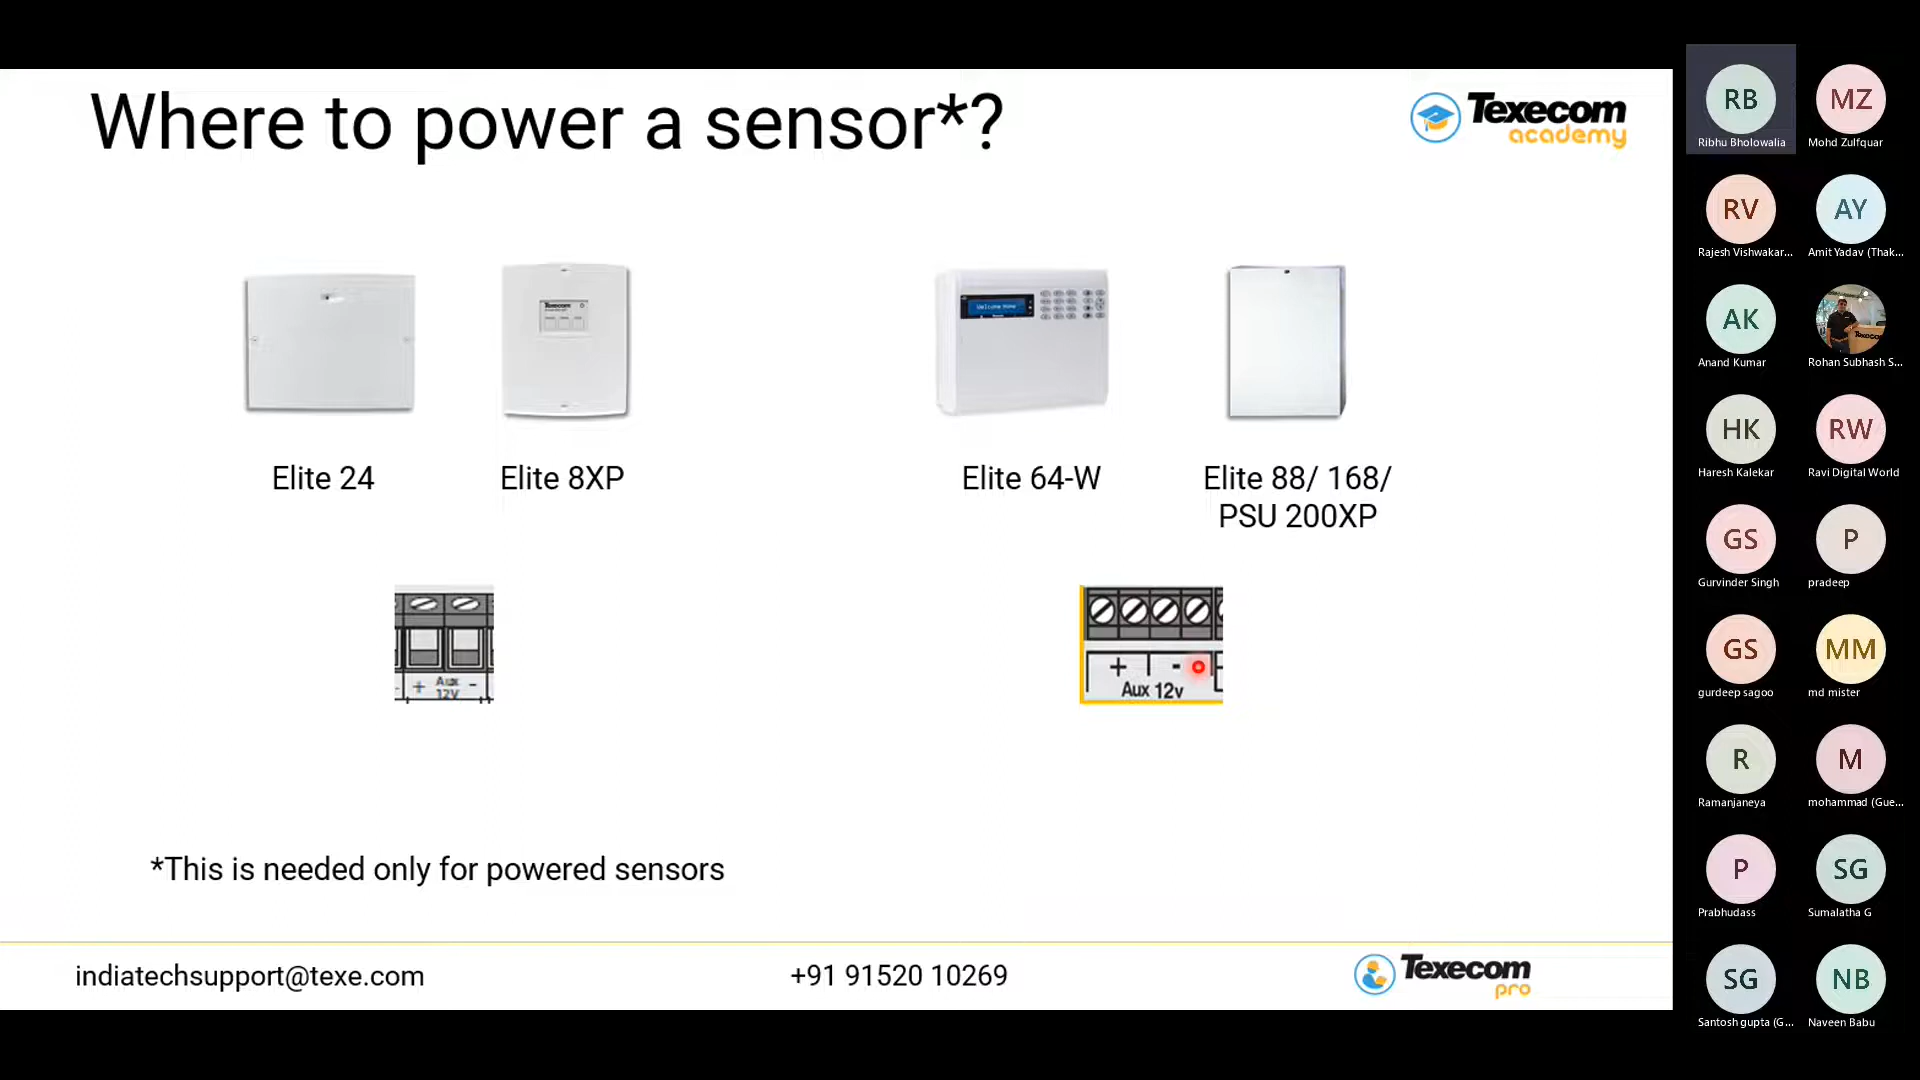 Where to power a sensor*?
Texecom
academy
Texecom
Welcome Home
Elite 24
Elite 8XP
Elite 64-W
Elite 88/ 168/
PSU 200XP
+ Aux -
12V
+ -
Aux 12v
*This is needed only for powered sensors
indiatechsupport@texe.com
+91 91520 10269
Texecom
pro
RB
MZ
Ribhu Bholowalia
Mohd Zulfquar
RV
AY
Rajesh Vishwakar...
Amit Yadav (Thak...
AK
Anand Kumar
Rohan Subhash S...
HK
RW
Haresh Kalekar
Ravi Digital World
GS
P
Gurvinder Singh
pradeep
GS
MM
gurdeep sagoo
md mister
R
M
Ramanjaneya
mohammad (Gue...
P
SG
Prabhudass
Sumalatha G
SG
NB
Santosh gupta (G...
Naveen Babu